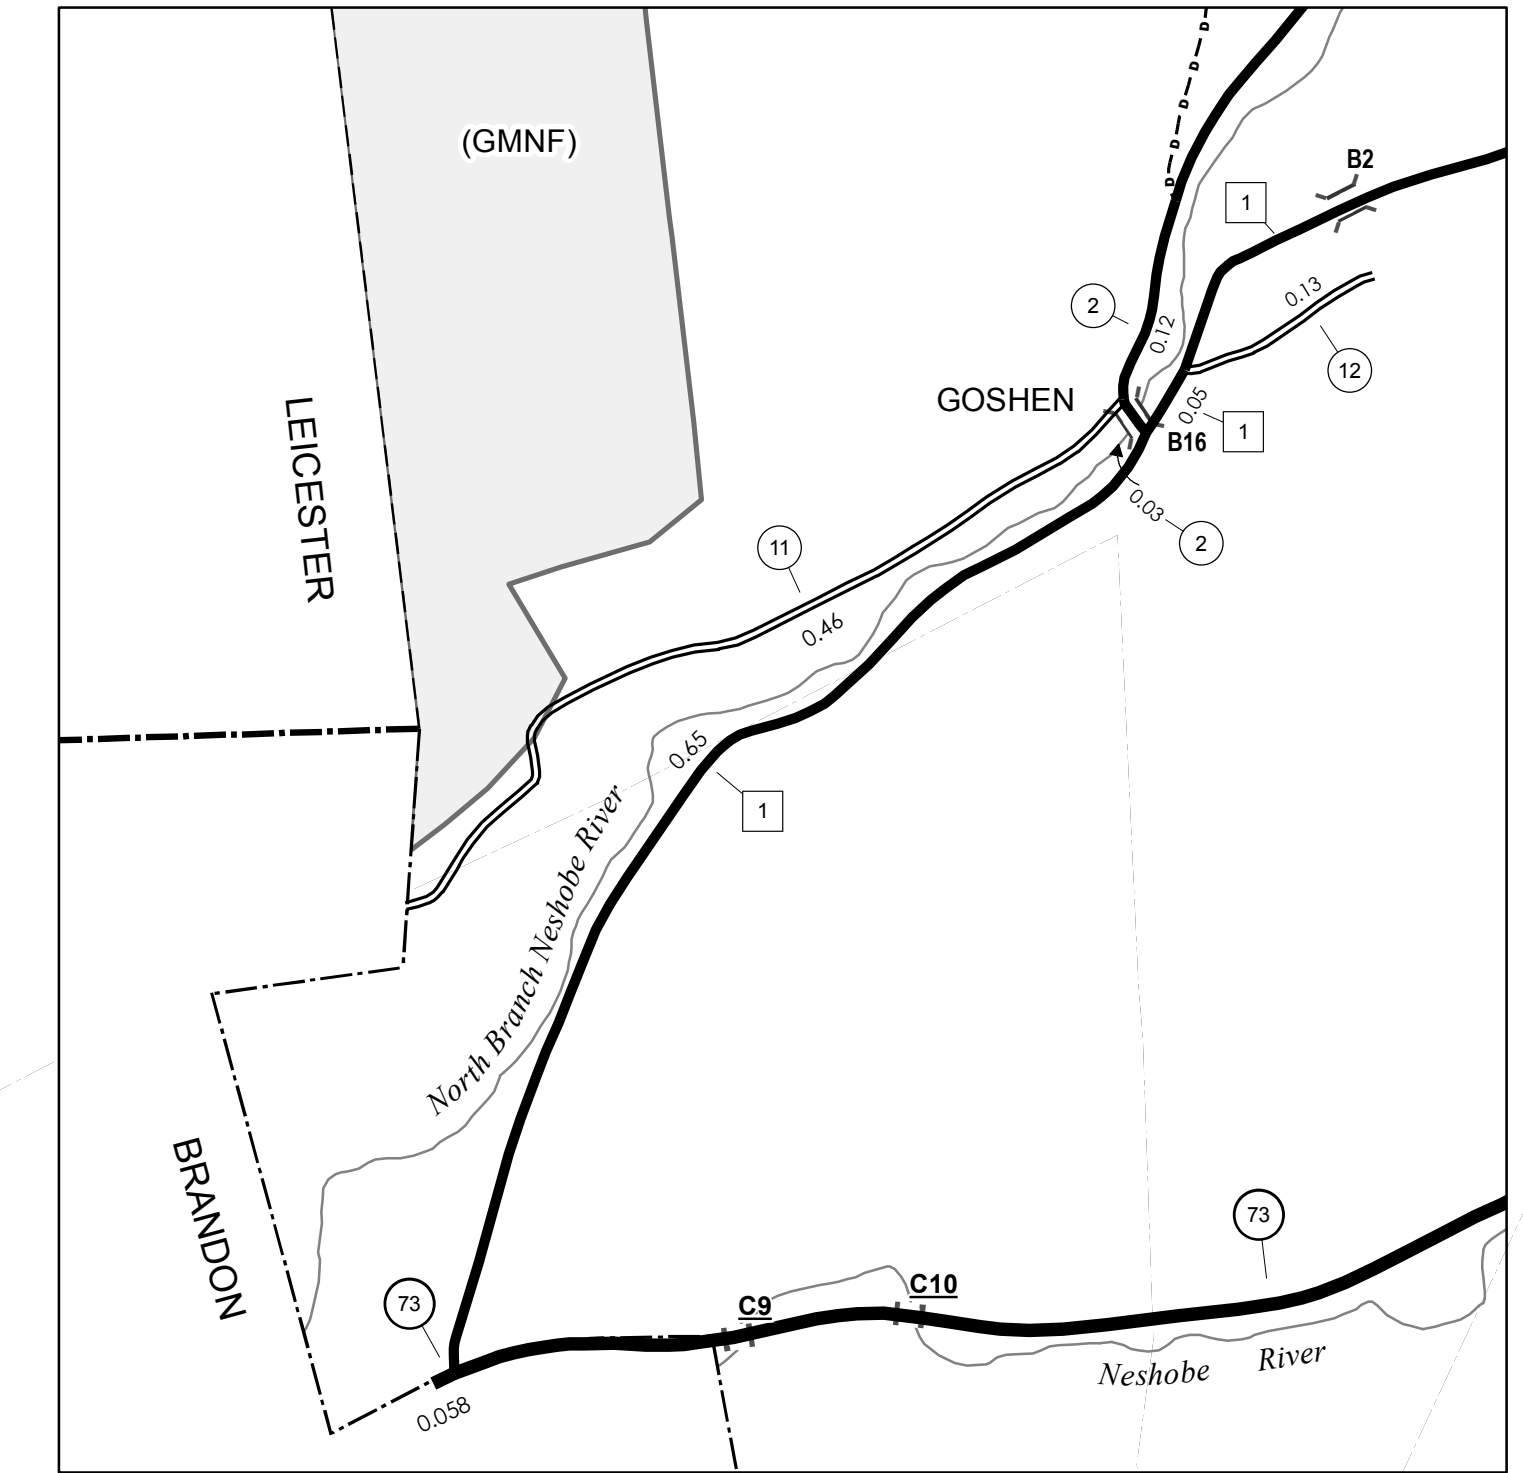 D
D
D
D
D
(GMNF)
B2
1
0.13
2
0.12
12
GOSHEN
0.05
1
B16
LEICESTER
0.03
2
11
0.46
0.65
1
North Branch Neshobe River
BRANDON
73
73
C10
C9
Neshobe River
0.058